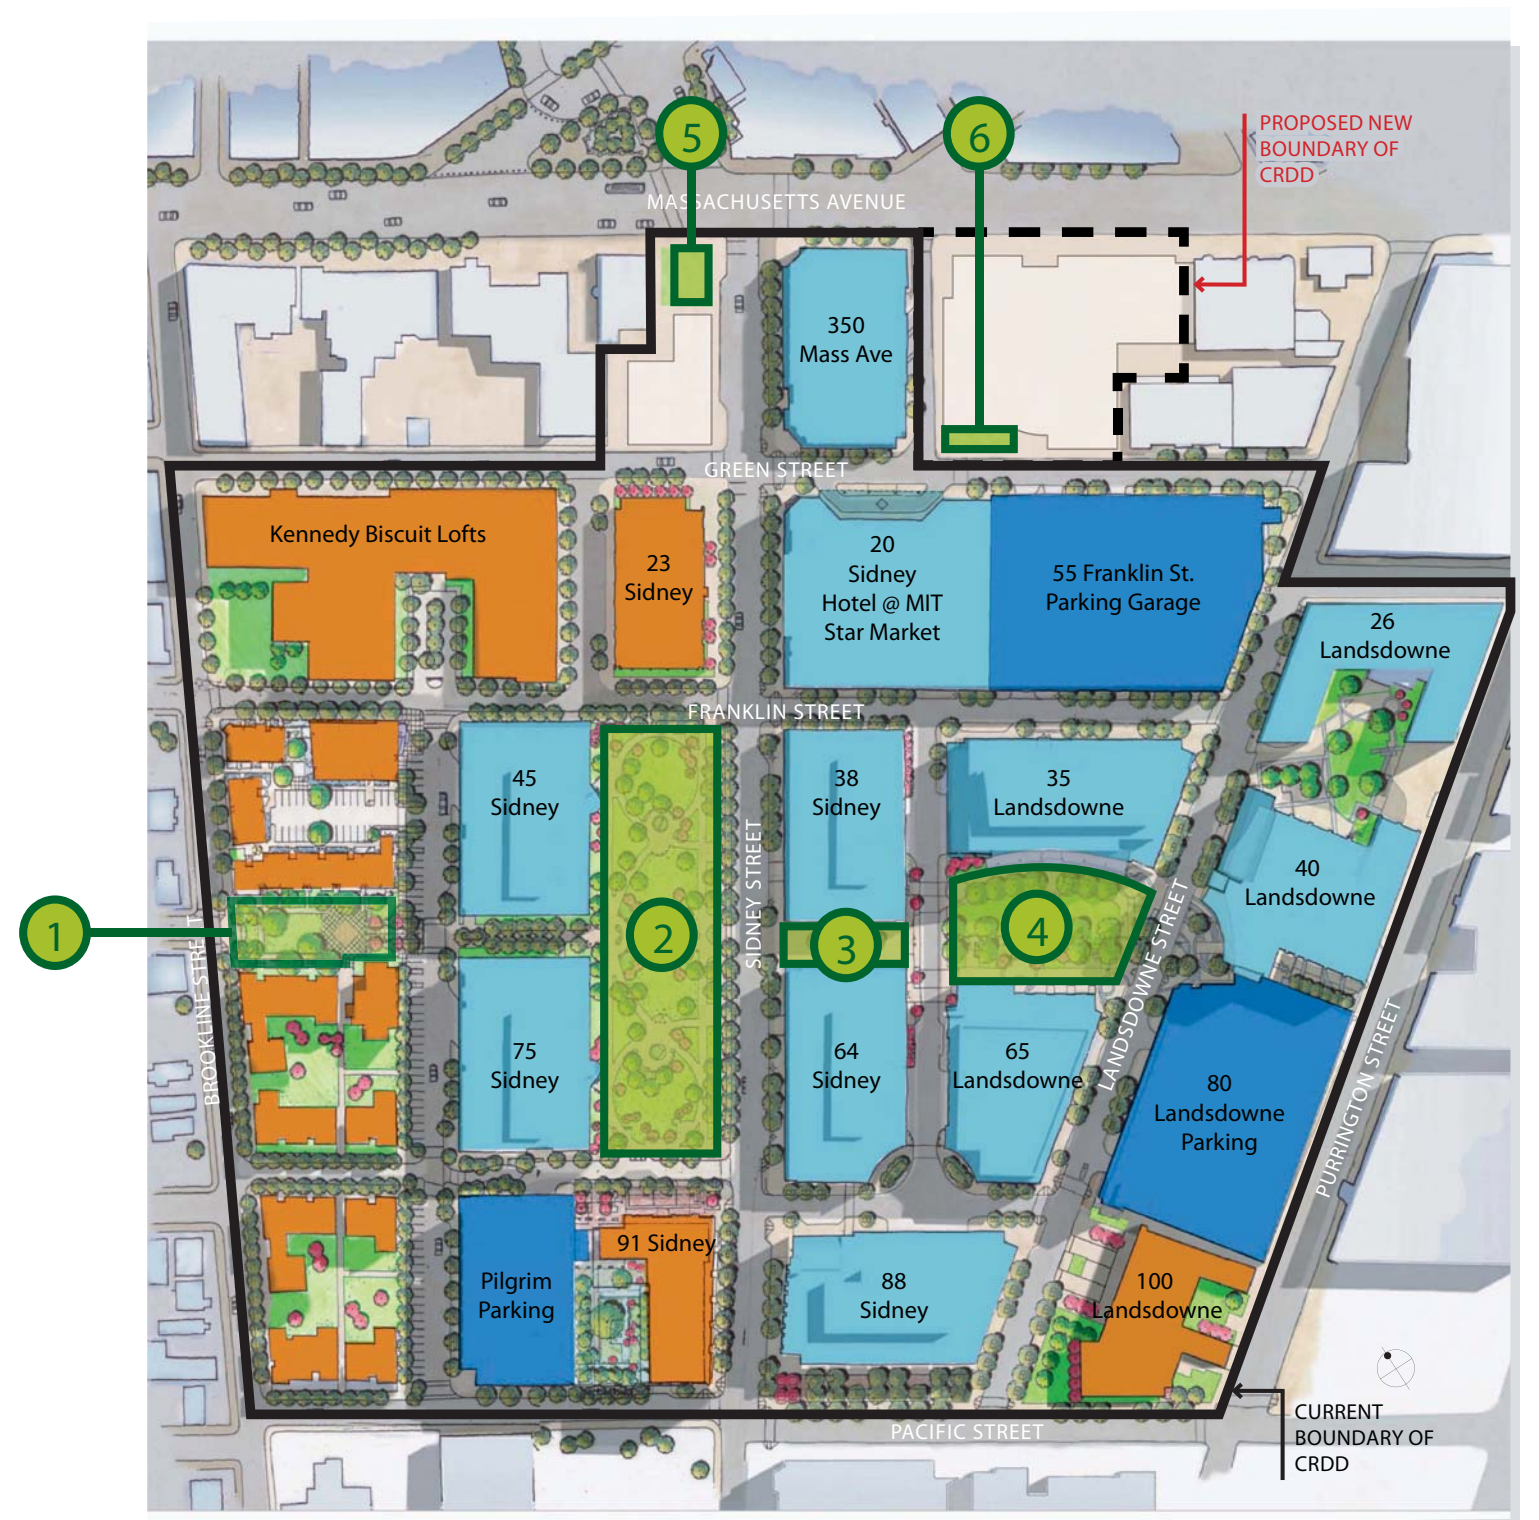 5
6
PROPOSED NEW
BOUNDARY OF
CRDD
MASSACHUSETTS AVENUE
350
Mass Ave
GREEN STREET
Kennedy Biscuit Lofts
23
Sidney
20
Sidney
Hotel @ MIT
Star Market
55 Franklin St.
Parking Garage
26
Landsdowne
FRANKLIN STREET
45
Sidney
38
Sidney
35
Landsdowne
40
Landsdowne
1
2
3
4
SIDNEY STREET
BROOKLINE STREET
LANDSDOWNE STREET
PURRINGTON STREET
75
Sidney
64
Sidney
65
Landsdowne
80
Landsdowne
Parking
91 Sidney
Pilgrim
Parking
88
Sidney
100
Landsdowne
PACIFIC STREET
CURRENT
BOUNDARY OF
CRDD